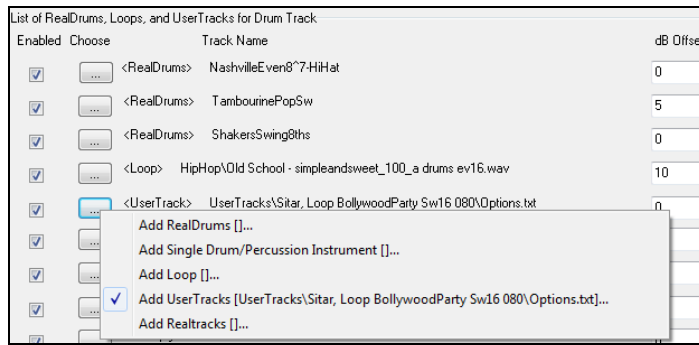 List of RealDrums, Loops, and UserTracks for Drum Track
Enabled Choose Track Name dB Offse
... <RealDrums> NashvilleEven8^7-HiHat 0
... <RealDrums> TambourinePopSw 5
... <RealDrums> ShakersSwing8ths 0
... <Loop> HipHop\Old School - simpleandsweet_100_a drums ev16.wav 10
... <UserTrack> UserTracks\Sitar, Loop BollywoodParty Sw16 080\Options.txt 0
Add RealDrums []...
Add Single Drum/Percussion Instrument []...
Add Loop []...
Add UserTracks [UserTracks\Sitar, Loop BollywoodParty Sw16 080\Options.txt]...
Add Realtracks []...